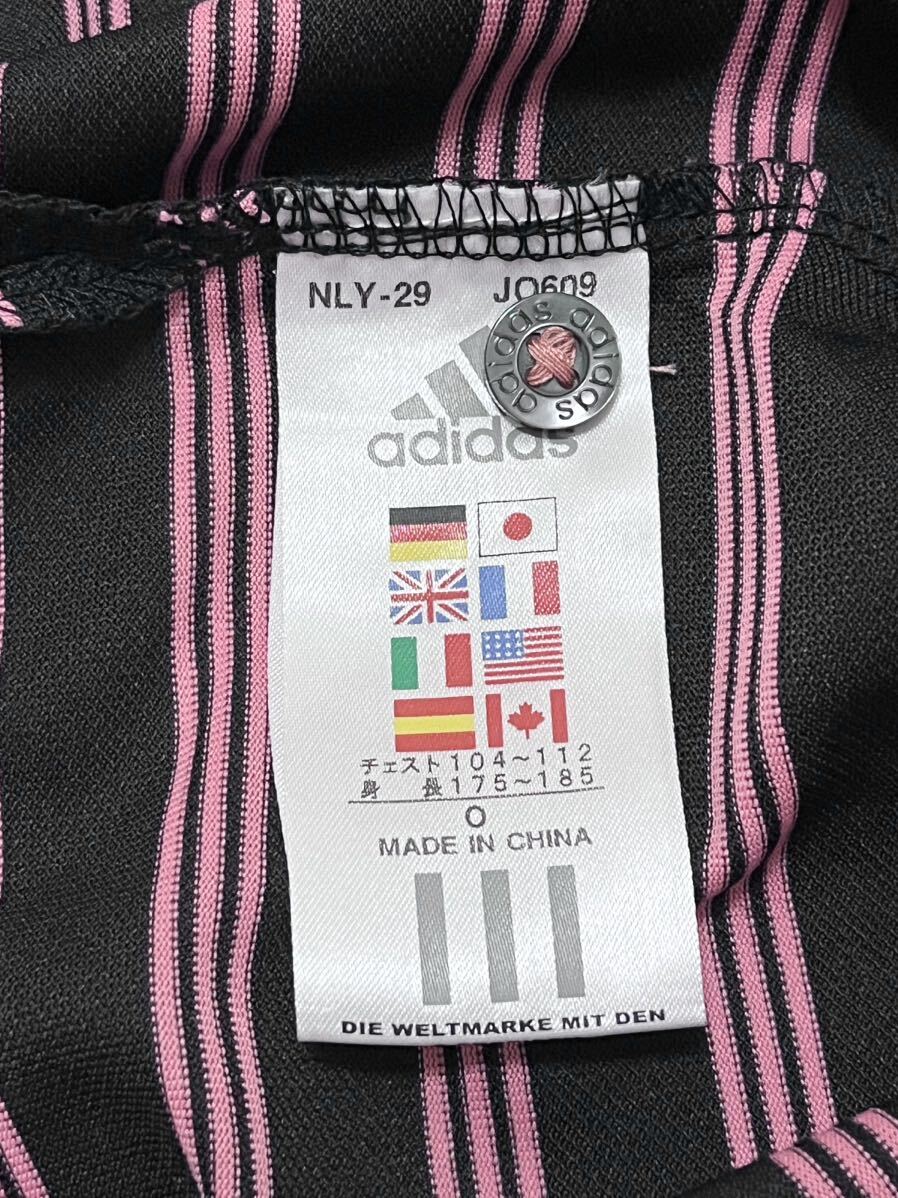 NLY-29 JO609
adidas adidas
adidas
チェスト104～112
身 長175～185
O
MADE IN CHINA
DIE WELTMARKE MIT DEN